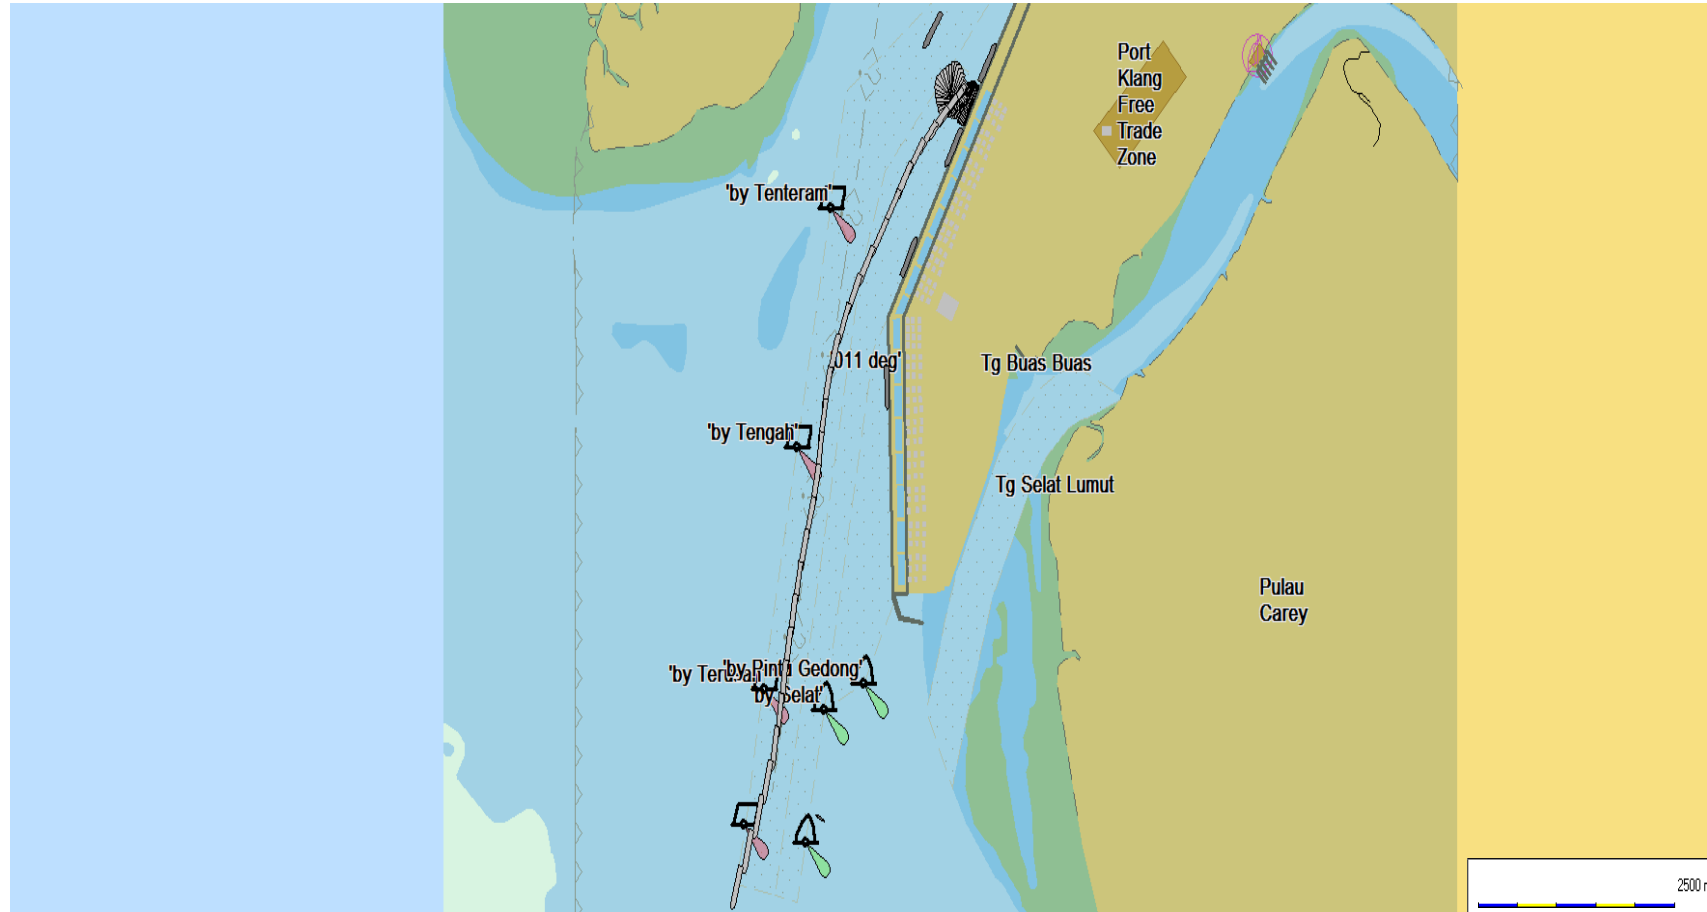 Port
Klang
Free
Trade
Zone
'by Tenteram'
'011 deg'
Tg Buas Buas
'by Tengah'
Tg Selat Lumut
Pulau
Carey
'by Pintu Gedong'
by Selat'
2500